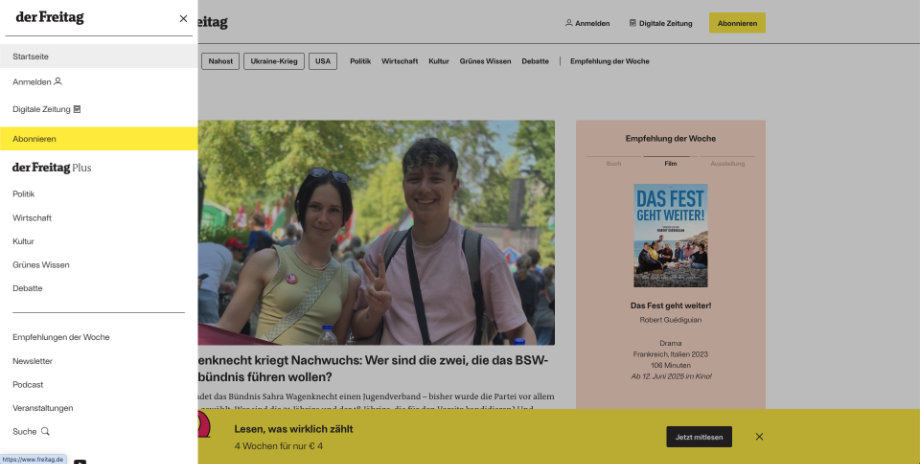 der Freitag
Startseite
Anmelden
Digitale Zeitung
Abonnieren
der Freitag Plus
Politik
Wirtschaft
Kultur
Grünes Wissen
Debatte
Empfehlungen der Woche
Newsletter
Podcast
Veranstaltungen
Suche
https://www.freitag.de
eitag
Anmelden Digitale Zeitung Abonnieren
Nahost Ukraine-Krieg USA Politik Wirtschaft Kultur Grünes Wissen Debatte | Empfehlung der Woche
enknecht kriegt Nachwuchs: Wer sind die zwei, die das BSW-
bündnis führen wollen?
ndet das Bündnis Sahra Wagenknecht einen Jugendverband – bisher wurde die Partei vor allem
Empfehlung der Woche
Buch Film Ausstellung
DAS FEST
GEHT WEITER!
Das Fest geht weiter!
Robert Guédiguian
Drama
Frankreich, Italien 2023
106 Minuten
Ab 12. Juni 2025 im Kino!
Lesen, was wirklich zählt
4 Wochen für nur € 4
Jetzt mitlesen